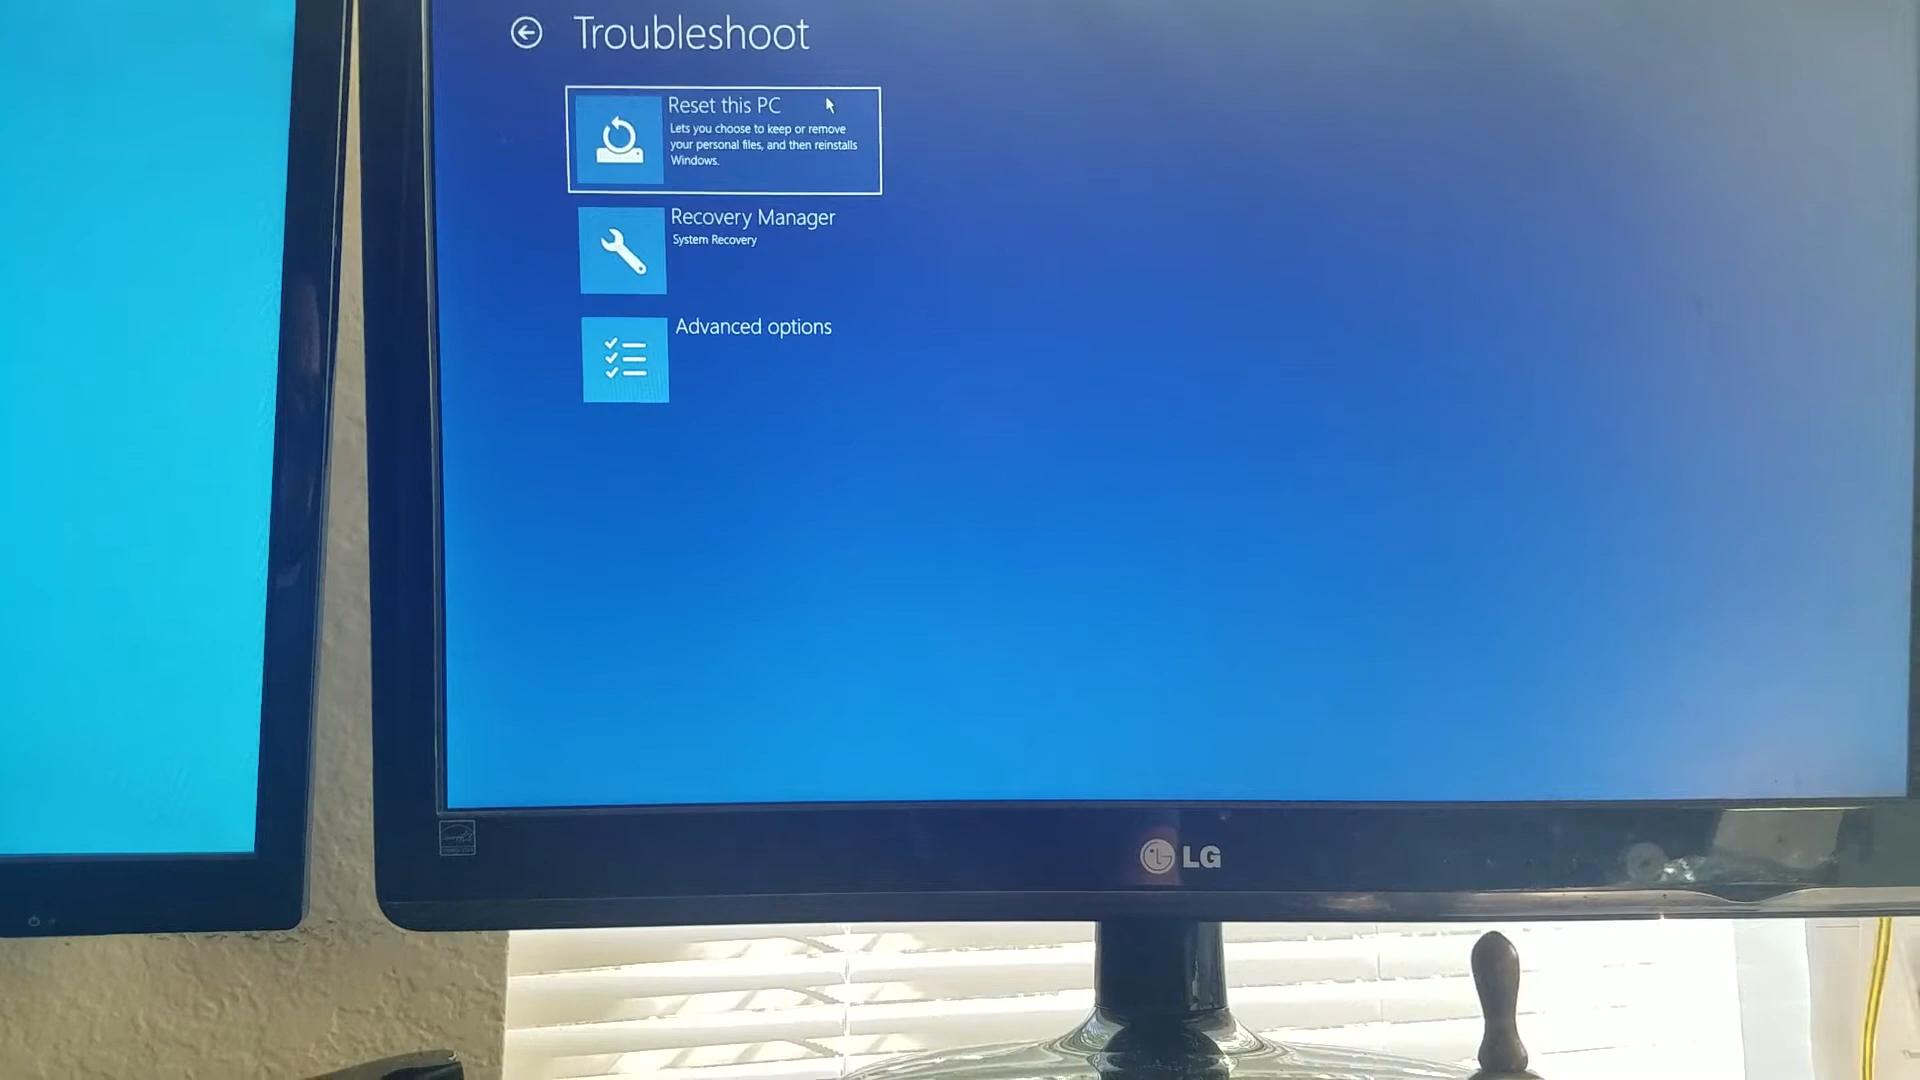 Troubleshoot
Reset this PC
Lets you choose to keep or remove
your personal files, and then reinstalls
Windows.
Recovery Manager
System Recovery
Advanced options
LG